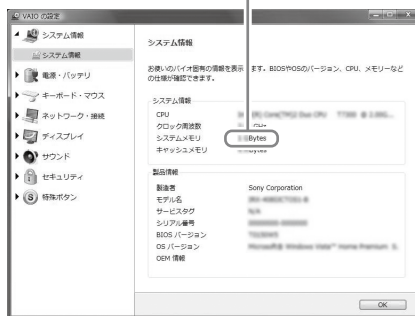 VAIO の設定
システム情報
システム情報
電源・バッテリ
キーボード・マウス
ネットワーク・接続
ディスプレイ
サウンド
セキュリティ
特殊ボタン
システム情報
お使いのバイオ固有の情報を表示 ます。BIOSやOSのバージョン、CPU、メモリーなど
の仕様が確認できます。
システム情報
CPU
クロック周波数 GHz
システムメモリ Bytes
キャッシュメモリ Bytes
製品情報
製造者 Sony Corporation
モデル名
サービスタグ N/A
シリアル番号
BIOS バージョン
OS バージョン
OEM 情報
OK